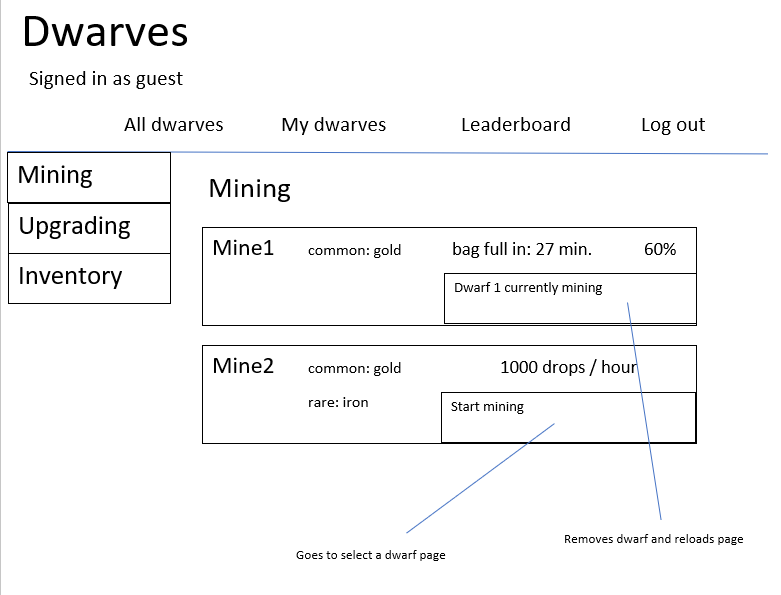 Dwarves
Signed in as guest
All dwarves My dwarves Leaderboard Log out
Mining
Upgrading
Inventory
Mining
Mine1 common: gold bag full in: 27 min. 60%
Dwarf 1 currently mining
Mine2 common: gold 1000 drops / hour
rare: iron
Start mining
Goes to select a dwarf page
Removes dwarf and reloads page